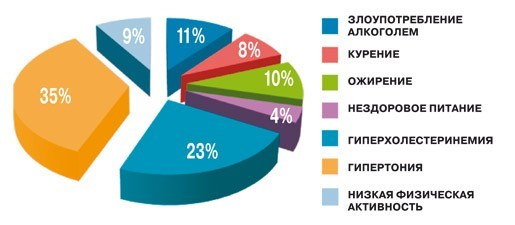 9%
11%
8%
10%
4%
23%
35%
ЗЛОУПОТРЕБЛЕНИЕ
АЛКОГОЛЕМ
КУРЕНИЕ
ОЖИРЕНИЕ
НЕЗДОРОВОЕ ПИТАНИЕ
ГИПЕРХОЛЕСТЕРИНЕМИЯ
ГИПЕРТОНИЯ
НИЗКАЯ ФИЗИЧЕСКАЯ
АКТИВНОСТЬ